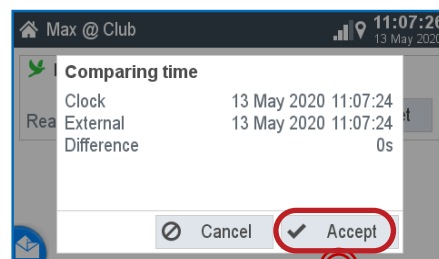 Max @ Club
11:07:26
13 May 2020
Comparing time
Clock 13 May 2020 11:07:24
External 13 May 2020 11:07:24
Difference 0s
Cancel Accept